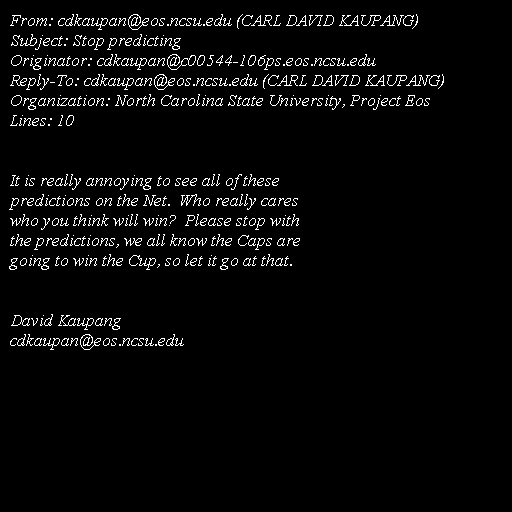 From: cdkaupan@eos.ncsu.edu (CARL DAVID KAUPANG)
Subject: Stop predicting
Originator: cdkaupan@c00544-106ps.eos.ncsu.edu
Reply-To: cdkaupan@eos.ncsu.edu (CARL DAVID KAUPANG)
Organization: North Carolina State University, Project Eos
Lines: 10
It is really annoying to see all of these
predictions on the Net.  Who really cares
who you think will win?  Please stop with
the predictions, we all know the Caps are
going to win the Cup, so let it go at that.
David Kaupang
cdkaupan@eos.ncsu.edu